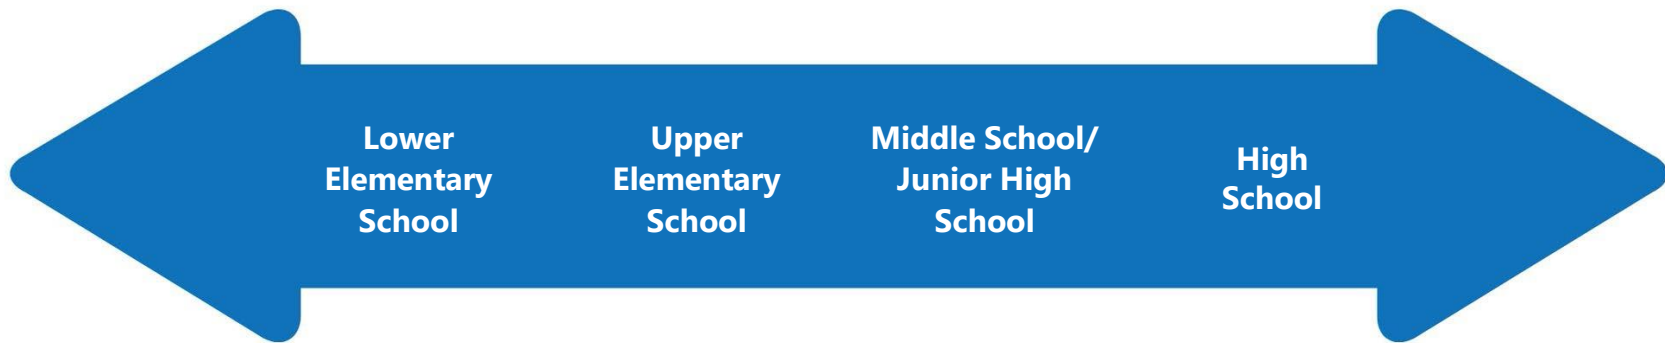 Lower
Elementary
School
Upper
Elementary
School
Middle School/
Junior High
School
High
School